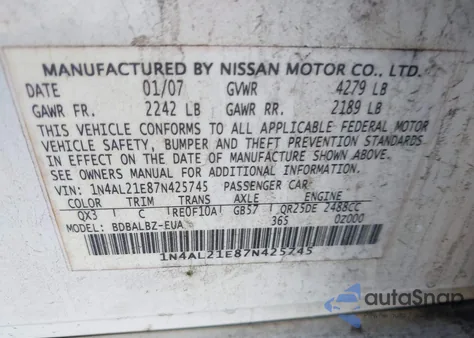 MANUFACTURED BY NISSAN MOTOR CO., LTD.
DATE 01/07 GVWR 4279 LB
GAWR FR. 2242 LB GAWR RR. 2189 LB
THIS VEHICLE CONFORMS TO ALL APPLICABLE FEDERAL MOTOR
VEHICLE SAFETY, BUMPER AND THEFT PREVENTION STANDARDS
IN EFFECT ON THE DATE OF MANUFACTURE SHOWN ABOVE.
SEE OWNERS MANUAL FOR ADDITIONAL INFORMATION.
VIN: 1N4AL21E87N425745 PASSENGER CAR
COLOR TRIM TRANS AXLE ENGINE
QX3 C RE0F10A GB57 QR25DE 2488CC
MODEL: BDBALBZ-EUA 365 0Z000
1N4AL21E87N425745
autaSnap